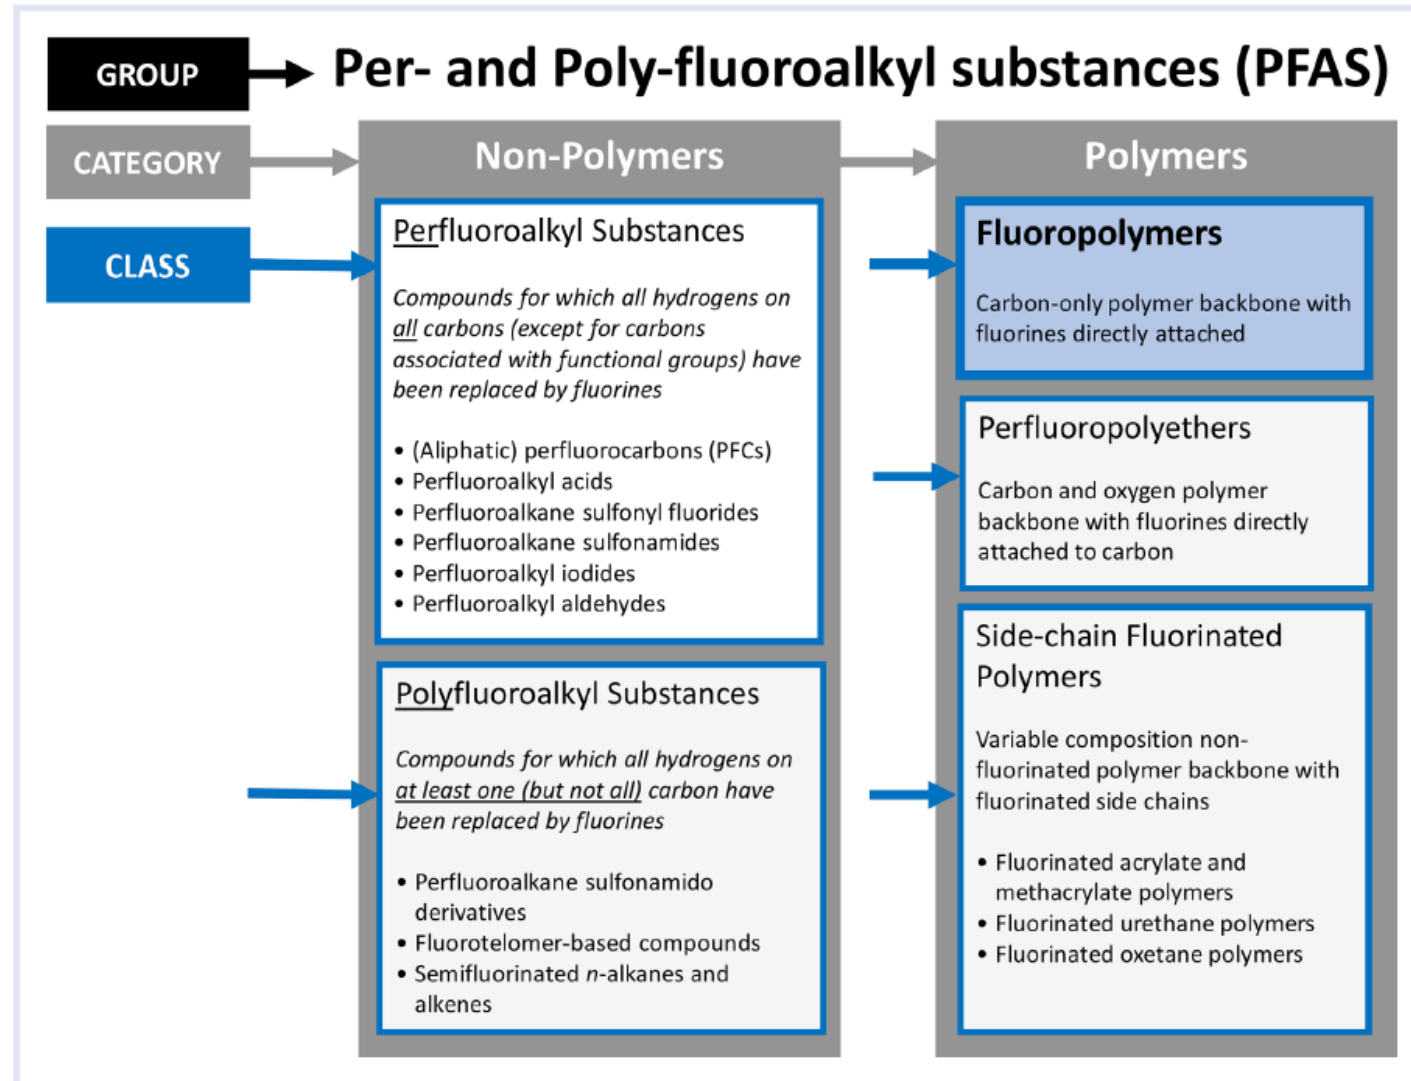 GROUP
Per- and Poly-fluoroalkyl substances (PFAS)
CATEGORY
Non-Polymers
Polymers
CLASS
Perfluoroalkyl Substances
Compounds for which all hydrogens on
all carbons (except for carbons
associated with functional groups) have
been replaced by fluorines
• (Aliphatic) perfluorocarbons (PFCs)
• Perfluoroalkyl acids
• Perfluoroalkane sulfonyl fluorides
• Perfluoroalkane sulfonamides
• Perfluoroalkyl iodides
• Perfluoroalkyl aldehydes
Polyfluoroalkyl Substances
Compounds for which all hydrogens on
at least one (but not all) carbon have
been replaced by fluorines
• Perfluoroalkane sulfonamido
derivatives
• Fluorotelomer-based compounds
• Semifluorinated n-alkanes and
alkenes
Fluoropolymers
Carbon-only polymer backbone with
fluorines directly attached
Perfluoropolyethers
Carbon and oxygen polymer
backbone with fluorines directly
attached to carbon
Side-chain Fluorinated
Polymers
Variable composition non-
fluorinated polymer backbone with
fluorinated side chains
• Fluorinated acrylate and
methacrylate polymers
• Fluorinated urethane polymers
• Fluorinated oxetane polymers